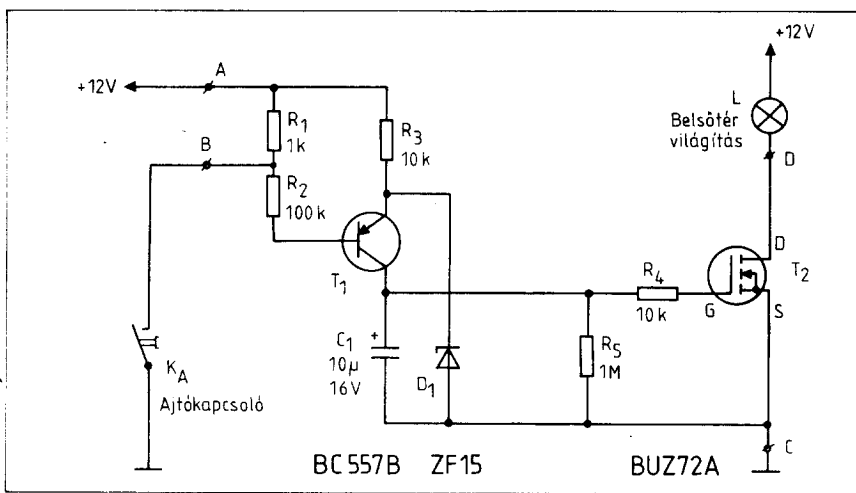 +12V
A
+12V
R1
1k
R3
10k
L
Belsőtér
világítás
B
D
R2
100k
T1
D
T2
R4
10k
G
S
KA
Ajtókapcsoló
+
C1
10µ
16V
D1
R5
1M
C
BC557B ZF15 BUZ72A